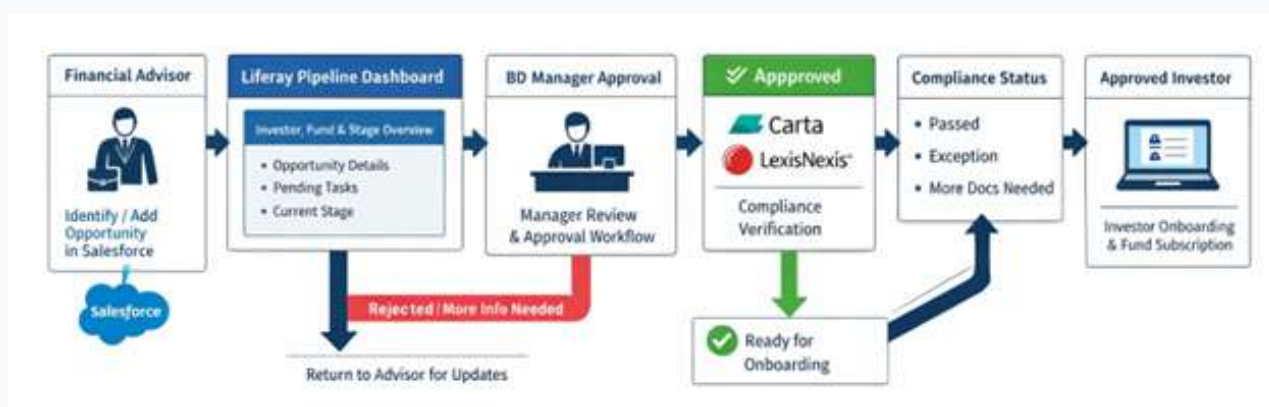 Financial Advisor
Identify / Add
Opportunity
in Salesforce
Salesforce
Liferay Pipeline Dashboard
Investor, Fund & Stage Overview
• Opportunity Details
• Pending Tasks
• Current Stage
BD Manager Approval
Manager Review
& Approval Workflow
Rejected / More Info Needed
Return to Advisor for Updates
Appproved
Carta
LexisNexis®
Compliance
Verification
Ready for
Onboarding
Compliance Status
• Passed
• Exception
• More Docs Needed
Approved Investor
Investor Onboarding
& Fund Subscription